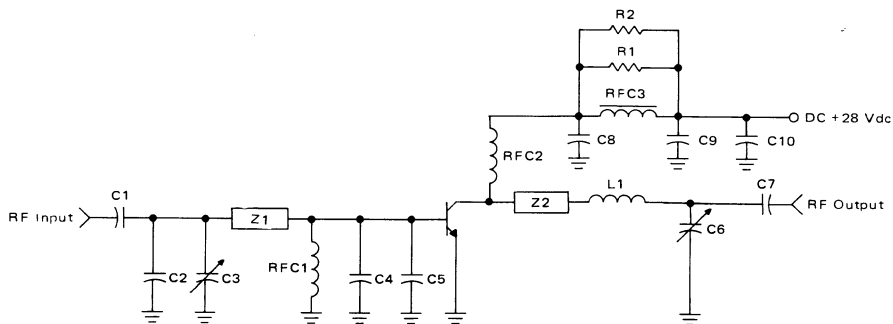 R2
R1
RFC3
DC +28 Vdc
C8
C9
C10
RFC2
C1
L1
C7
RF Input
Z1
Z2
RF Output
C6
RFC1
C2
C3
C4
C5